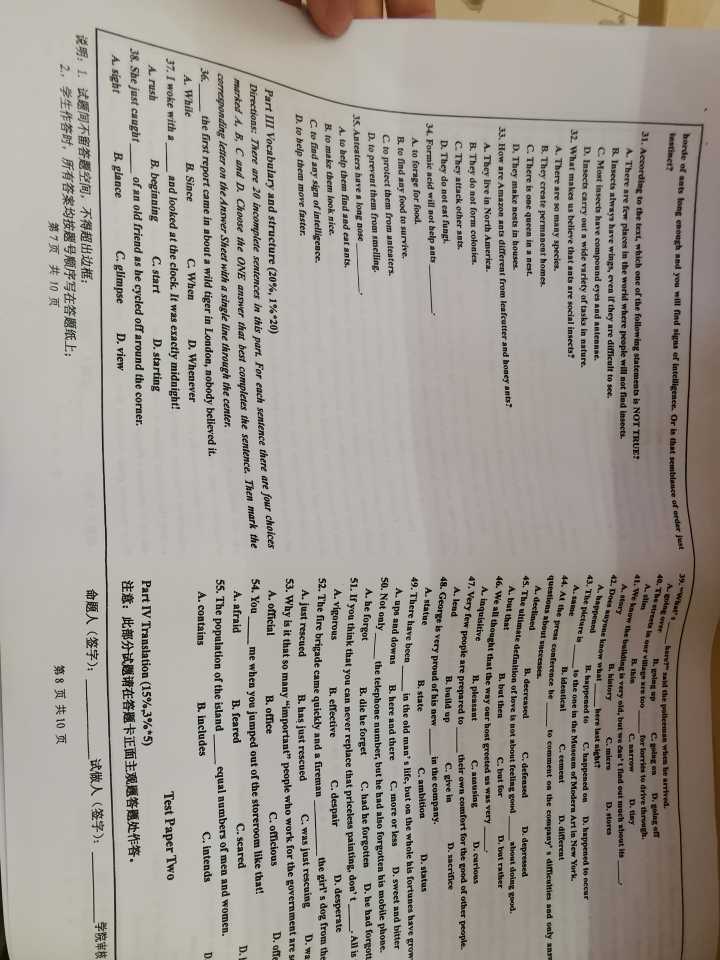 horde of ants long enough and you will find signs of intelligence. Or is that semblance of order just
instinct?
31. According to the text, which one of the following statements is NOT TRUE?
A. There are few places in the world where people will not find insects.
B. Insects always have wings, even if they are difficult to see.
C. Most insects have compound eyes and antennae.
D. Insects carry out a wide variety of tasks in nature.
32. What makes us believe that ants are social insects?
A. There are so many species.
B. They create permanent homes.
C. There is one queen in a nest.
D. They make nests in houses.
33. How are Amazon ants different from leafcutter and honey ants?
A. They live in North America.
B. They do not form colonies.
C. They attack other ants.
D. They do not eat fungi.
34. Formic acid will not help ants ______.
A. to forage for food.
B. to find any food to survive.
C. to protect them from anteaters.
D. to prevent them from smelling.
35. Anteaters have a long nose ______.
A. to help them find and eat ants.
B. to make them look nice.
C. to find any sign of intelligence.
D. to help them move faster.
Part III Vocabulary and structure (20%, 1%*20)
Directions: There are 20 incomplete sentences in this part. For each sentence there are four choices
marked A, B, C and D. Choose the ONE answer that best completes the sentence. Then mark the
corresponding letter on the Answer Sheet with a single line through the center.
36. ______ the first report came in about a wild tiger in London, nobody believed it.
A. While B. Since C. When D. Whenever
37. I woke with a ______ and looked at the clock. It was exactly midnight!
A. rush B. beginning C. start D. starting
38. She just caught ______ of an old friend as he cycled off around the corner.
A. sight B. glance C. glimpse D. view
说明：1、试题间不留答题空间，不得超出边框；
2.、学生作答时，所有答案均按题号顺序写在答题纸上；
第 7 页 共 10 页
39. "What's ______ here?" said the policeman when he arrived.
A. going over B. going up C. going on D. going off
40. The streets in our village are too ______ for lorries to drive through.
A. slim B. thin C. narrow D. tiny
41. We know the building is very old, but we can't find out much about its ______.
A. story B. history C. micro D. stores
42. Does anyone know what ______ here last night?
A. happened B. happened to C. happened on D. happened to occur
43. The picture is ______ to the one in the Museum of Modern Art in New York.
A. same B. identical C. cement D. different
44. At the press conference he ______ to comment on the company's difficulties and only
questions about successes.
A. declined B. decreased C. defensed D. depressed
45. The ultimate definition of love is not about feeling good ______ about doing good.
A. but that B. but then C. but for D. but rather
46. We all thought that the way our host greeted us was very ______
A. inquisitive B. pleasant C. amusing D. curious
47. Very few people are prepared to ______ their own comfort for the good of other people.
A. lend B. build up C. give in D. sacrifice
48. George is very proud of his new ______ in the company.
A. statue B. state C. ambition D. status
49. There have been ______ in the old man's life, but on the whole his fortunes have grow
A. ups and downs B. here and there C. more or less D. sweet and bitter
50. Not only ______ the telephone number, but he had also forgotten his mobile phone.
A. he forgot B. die he forget C. had he forgotten D. he had forgott
51. If you think that you can never replace that priceless painting, don't ______. All is
A. vigorous B. effective C. despair D. desperate
52. The fire brigade came quickly and a fireman ______ the girl's dog from the
A. just rescued B. has just rescued C. was just rescuing D. wa
53. Why is it that so many "important" people who work for the government are s
A. official B. office C. officious D. offe
54. You ______ me when you jumped out of the storeroom like that!
A. afraid B. feared C. scared D.
55. The population of the island ______ equal numbers of men and women.
A. contains B. includes C. intends D
Test Paper Two
Part IV Translation (15%,3%*5)
注意：此部分试题请在答题卡正面主观题答题处作答。
命题人（签字）：______ 试做人（签字）：______ 学院审核
第 8 页 共 10 页